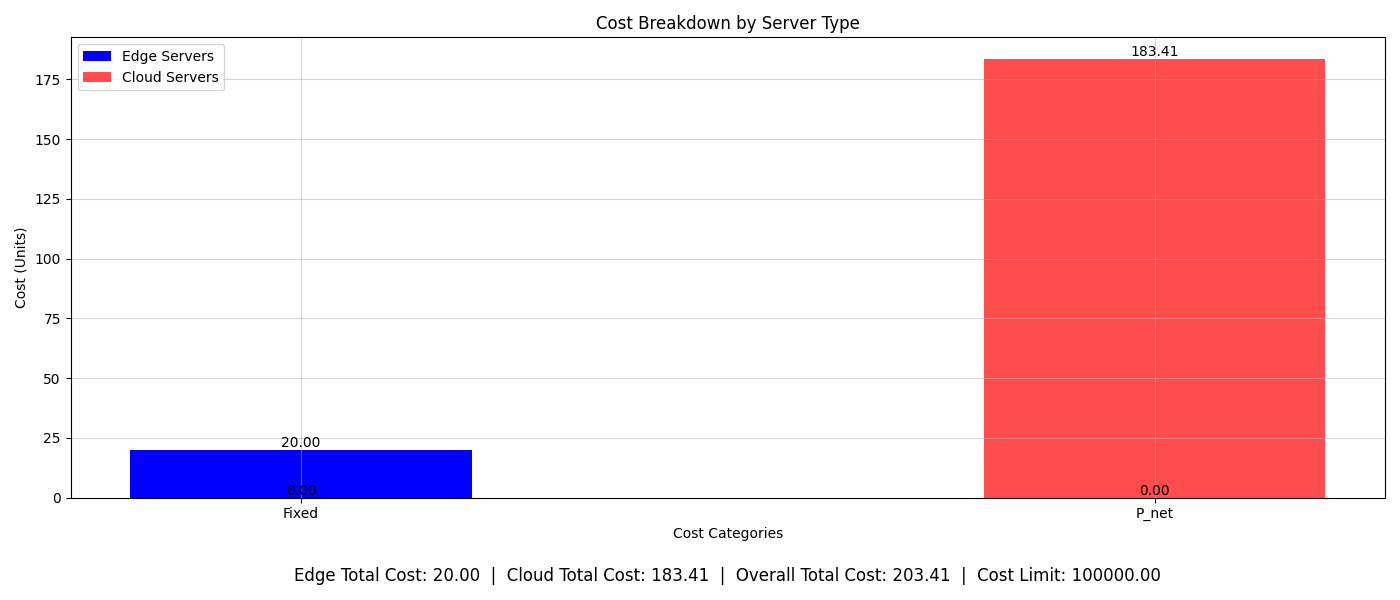 Cost Breakdown by Server Type
Edge Servers
Cloud Servers
183.41
175
150
125
100
75
50
25
0
Cost (Units)
20.00
0.00
0.00
Fixed
P_net
Cost Categories
Edge Total Cost: 20.00 | Cloud Total Cost: 183.41 | Overall Total Cost: 203.41 | Cost Limit: 100000.00